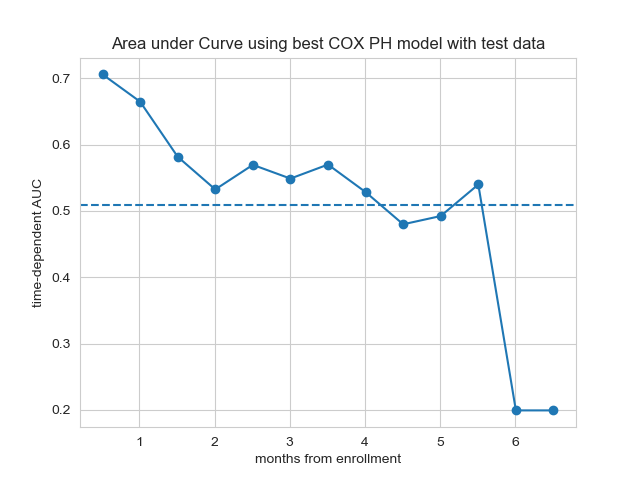 Area under Curve using best COX PH model with test data
time-dependent AUC
0.7
0.6
0.5
0.4
0.3
0.2
1 2 3 4 5 6
months from enrollment